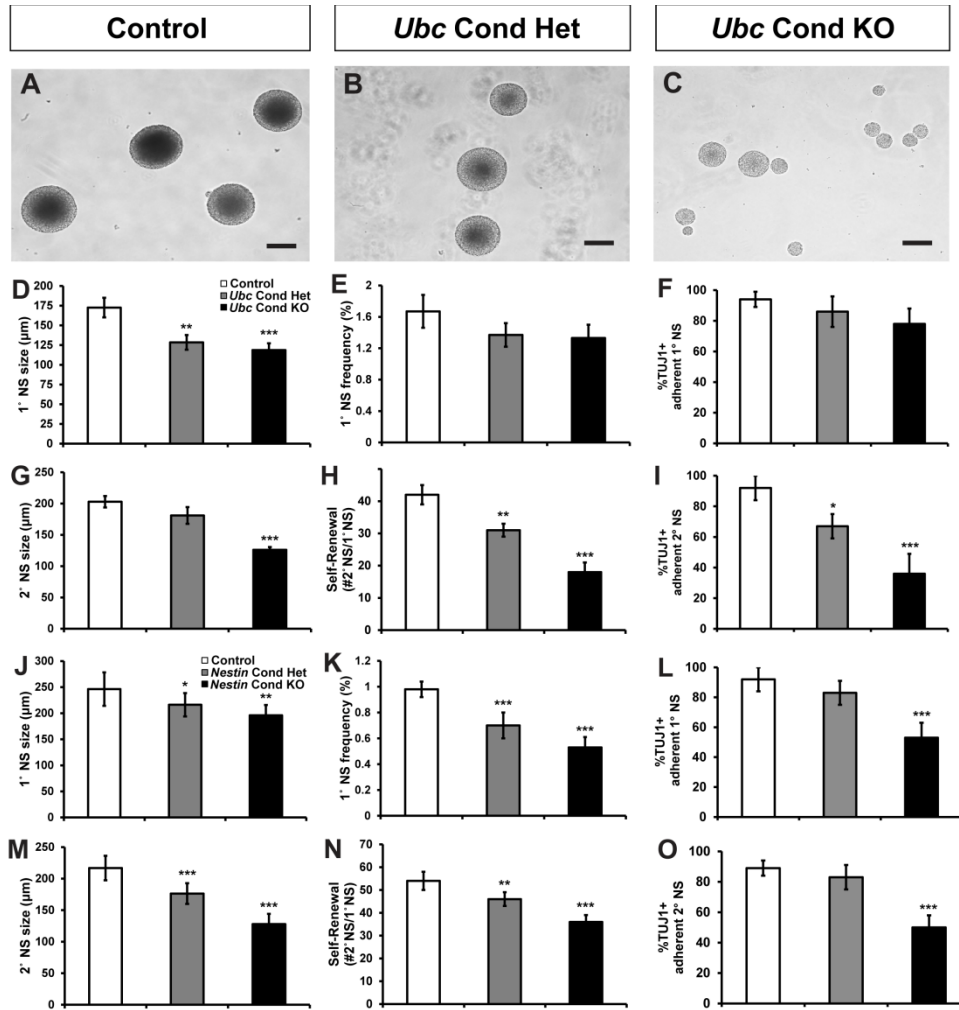 Control
Ubc Cond Het
Ubc Cond KO
A
B
C
D
1˚ NS size (µm)
200
175
150
125
100
75
50
25
0
Control
Ubc Cond Het
Ubc Cond KO
**
***
E
1˚ NS frequency (%)
2
1.6
1.2
0.8
0.4
0
F
%TUJ1+
adherent 1° NS
100
80
60
40
20
0
G
2˚ NS size (µm)
250
200
150
100
50
0
***
H
Self-Renewal
(#2˚NS/1˚NS)
50
40
30
20
10
0
**
***
I
%TUJ1+
adherent 2° NS
100
80
60
40
20
0
*
***
J
1˚ NS size (µm)
300
250
200
150
100
50
0
Control
Nestin Cond Het
Nestin Cond KO
*
**
K
1˚ NS frequency (%)
1.2
1
0.8
0.6
0.4
0.2
0
***
***
L
%TUJ1+
adherent 1° NS
100
80
60
40
20
0
***
M
2˚ NS size (µm)
250
200
150
100
50
0
***
***
N
Self-Renewal
(#2˚NS/1˚NS)
70
60
50
40
30
20
10
0
**
***
O
%TUJ1+
adherent 2° NS
100
80
60
40
20
0
***